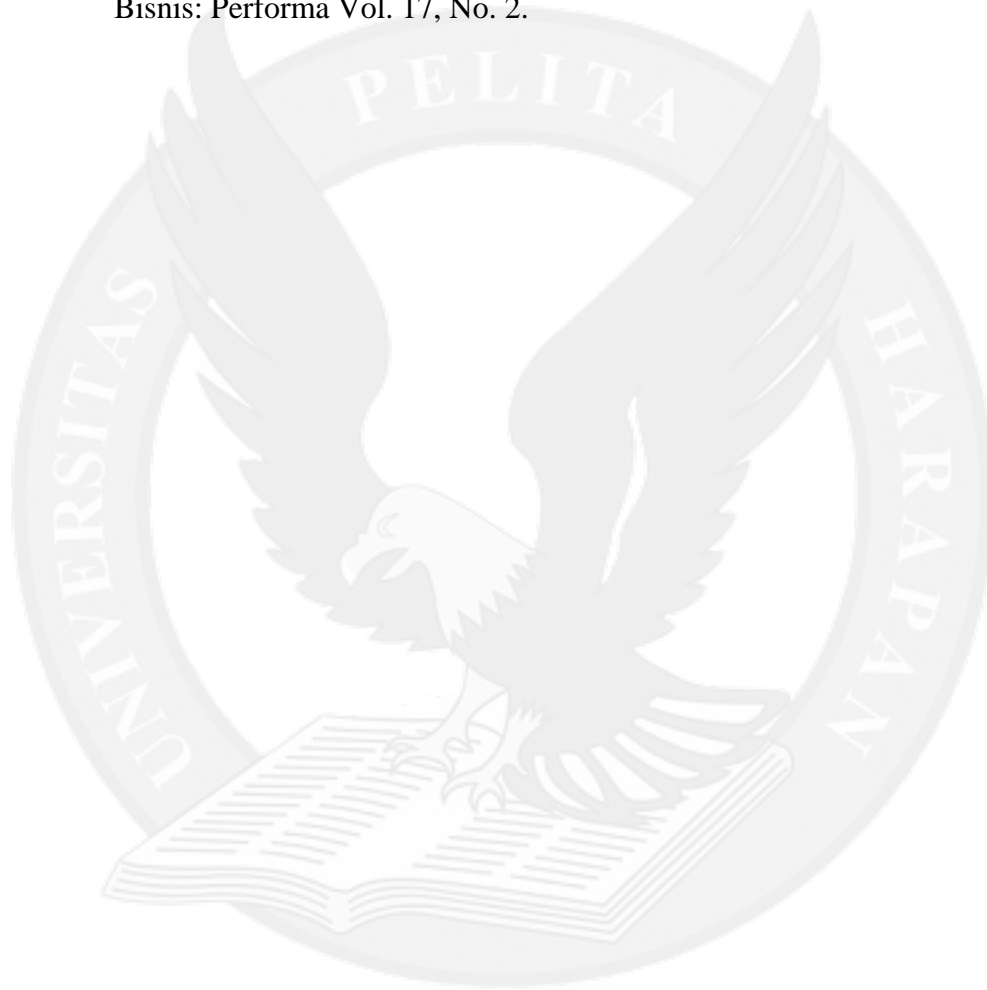 Bisnis: Performa Vol. 17, No. 2.
UNIVERSITAS PELITA HARAPAN